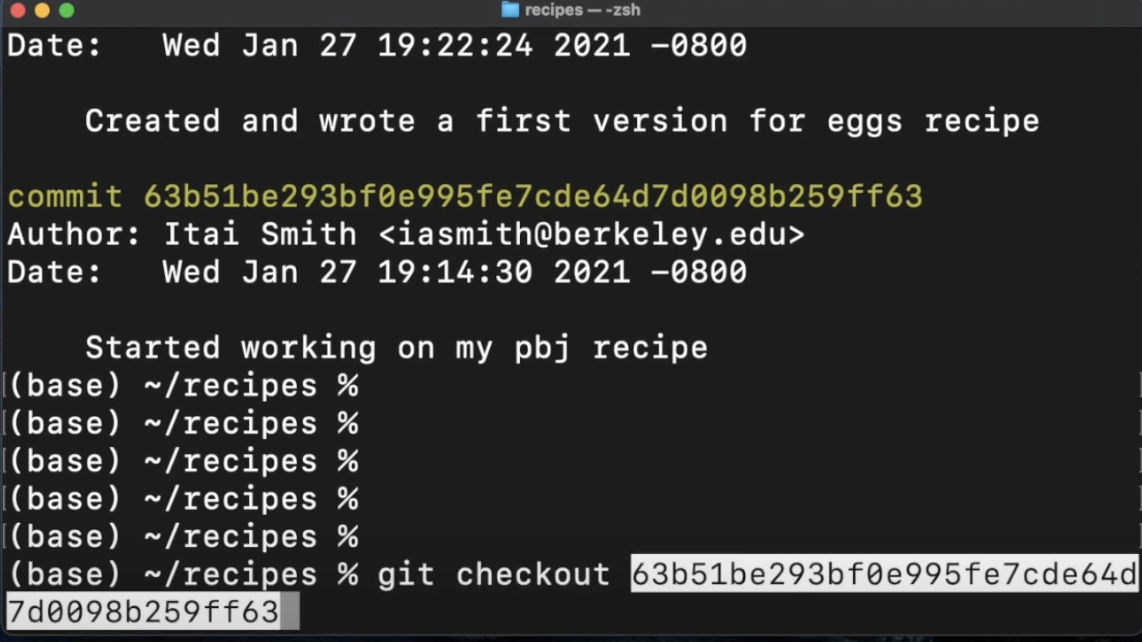 recipes — -zsh
Date:   Wed Jan 27 19:22:24 2021 -0800
    Created and wrote a first version for eggs recipe
commit 63b51be293bf0e995fe7cde64d7d0098b259ff63
Author: Itai Smith <iasmith@berkeley.edu>
Date:   Wed Jan 27 19:14:30 2021 -0800
    Started working on my pbj recipe
(base) ~/recipes %
(base) ~/recipes %
(base) ~/recipes %
(base) ~/recipes %
(base) ~/recipes %
(base) ~/recipes % git checkout 63b51be293bf0e995fe7cde64d
7d0098b259ff63